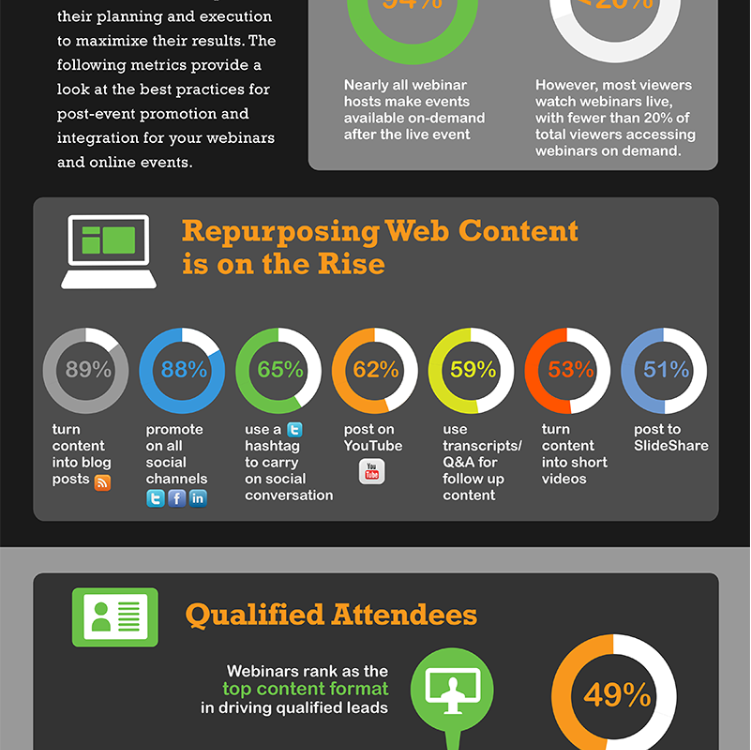 their planning and execution
to maximixe their results. The
following metrics provide a
look at the best practices for
post-event promotion and
integration for your webinars
and online events.
94%
Nearly all webinar
hosts make events
available on-demand
after the live event
<20%
However, most viewers
watch webinars live,
with fewer than 20% of
total viewers accessing
webinars on demand.
Repurposing Web Content
is on the Rise
89%
turn
content
into blog
posts
88%
promote
on all
social
channels
65%
use a
hashtag
to carry
on social
conversation
62%
post on
YouTube
You
Tube
59%
use
transcripts/
Q&A for
follow up
content
53%
turn
content
into short
videos
51%
post to
SlideShare
Qualified Attendees
Webinars rank as the
top content format
in driving qualified leads
49%